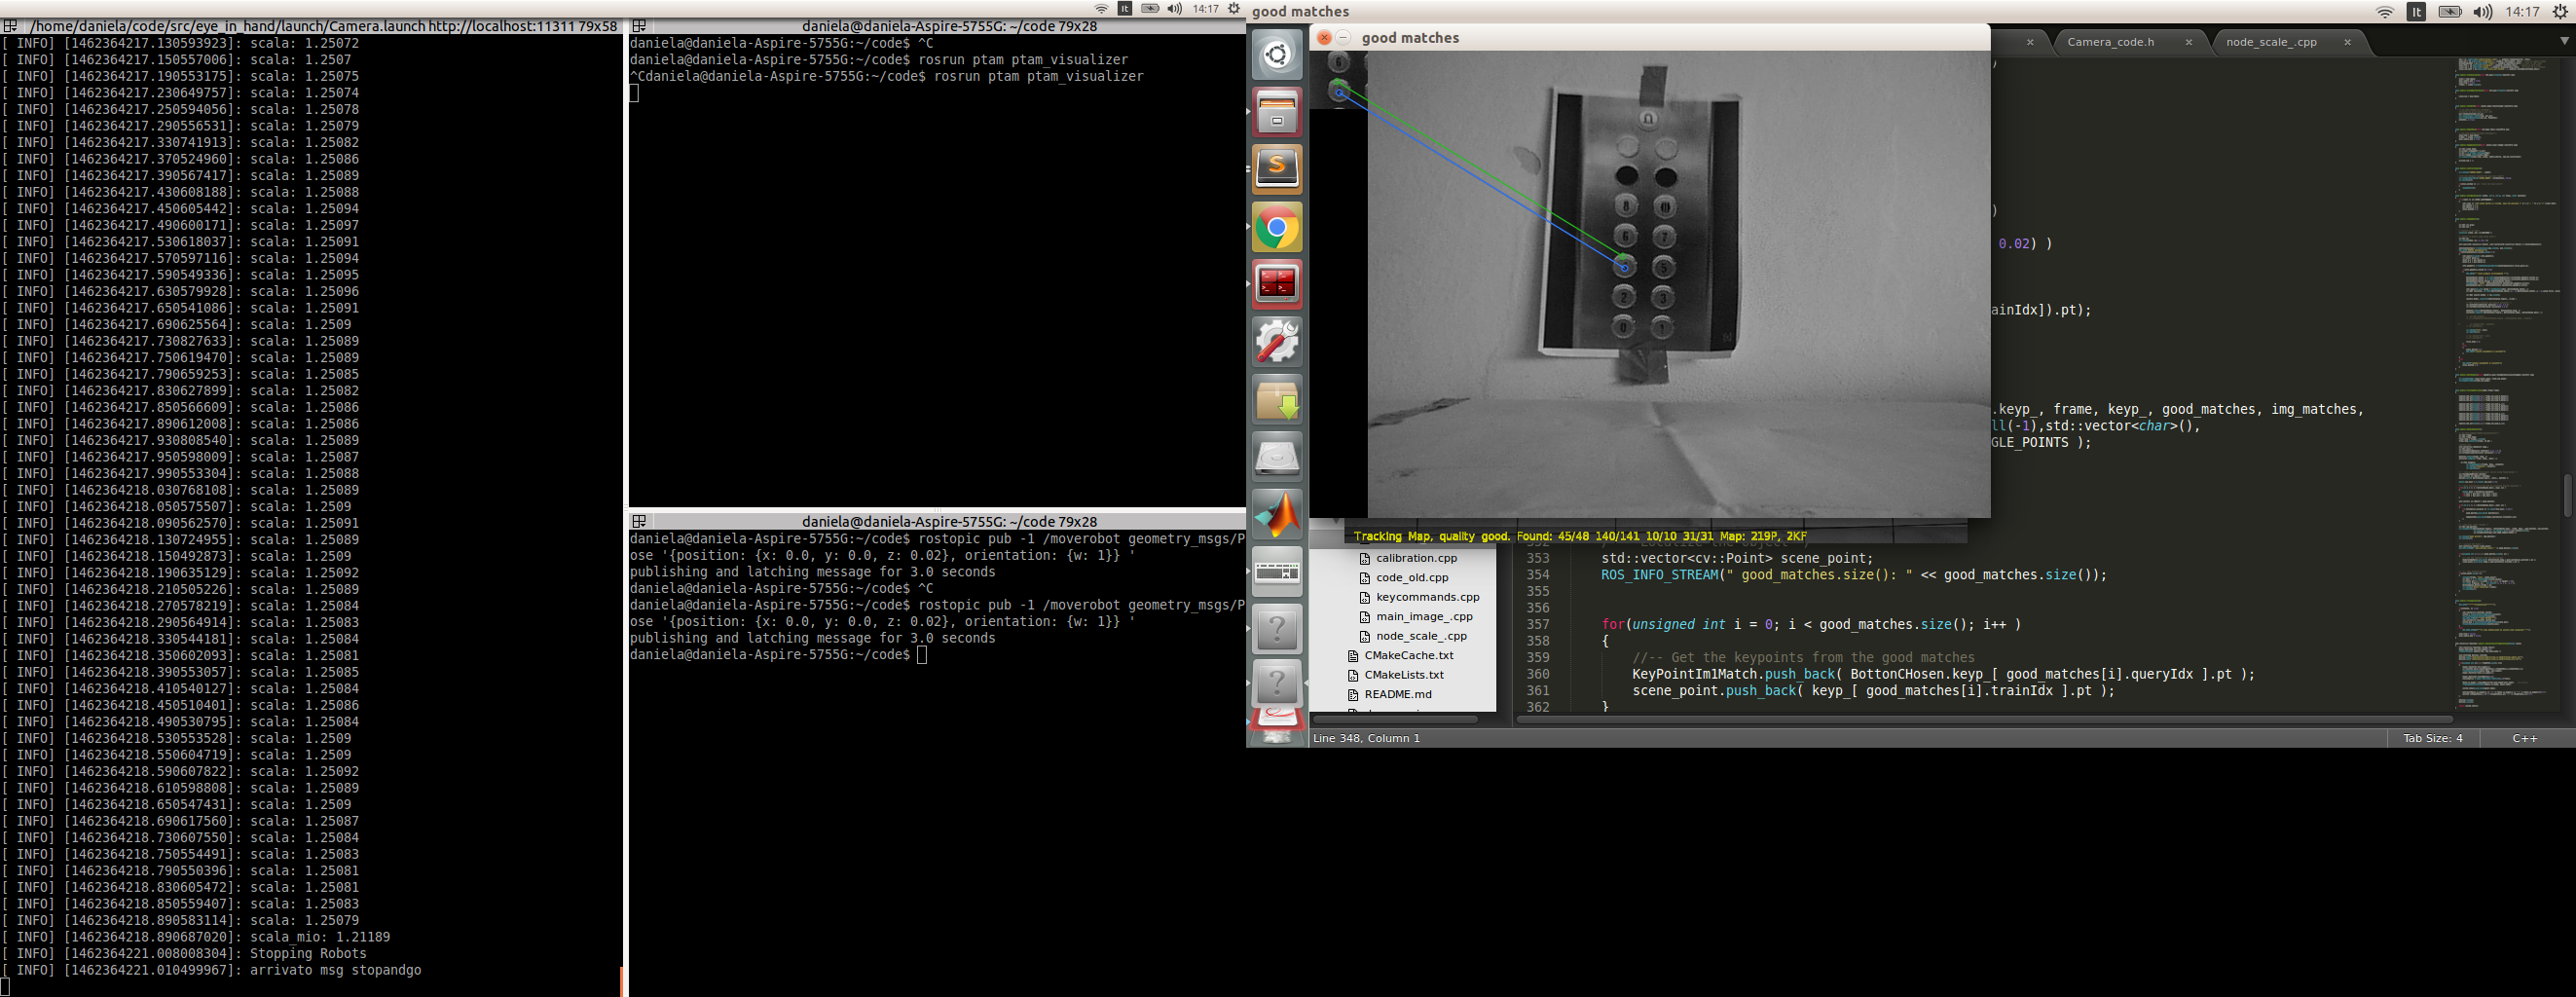 /home/daniela/code/src/eye_in_hand/launch/Camera.launch http://localhost:11311 79x58
[ INFO] [1462364217.130593923]: scala: 1.25072
[ INFO] [1462364217.150557006]: scala: 1.2507
[ INFO] [1462364217.190553175]: scala: 1.25075
[ INFO] [1462364217.230649757]: scala: 1.25074
[ INFO] [1462364217.250594056]: scala: 1.25078
[ INFO] [1462364217.290556531]: scala: 1.25079
[ INFO] [1462364217.330741913]: scala: 1.25082
[ INFO] [1462364217.370524960]: scala: 1.25086
[ INFO] [1462364217.390567417]: scala: 1.25089
[ INFO] [1462364217.430608188]: scala: 1.25088
[ INFO] [1462364217.450605442]: scala: 1.25094
[ INFO] [1462364217.490600171]: scala: 1.25097
[ INFO] [1462364217.530618037]: scala: 1.25091
[ INFO] [1462364217.570597116]: scala: 1.25094
[ INFO] [1462364217.590549336]: scala: 1.25095
[ INFO] [1462364217.630579928]: scala: 1.25096
[ INFO] [1462364217.650541086]: scala: 1.25091
[ INFO] [1462364217.690625564]: scala: 1.2509
[ INFO] [1462364217.730827633]: scala: 1.25089
[ INFO] [1462364217.750619470]: scala: 1.25089
[ INFO] [1462364217.790659253]: scala: 1.25085
[ INFO] [1462364217.830627899]: scala: 1.25082
[ INFO] [1462364217.850566609]: scala: 1.25086
[ INFO] [1462364217.890612008]: scala: 1.25086
[ INFO] [1462364217.930808540]: scala: 1.25089
[ INFO] [1462364217.950598009]: scala: 1.25087
[ INFO] [1462364217.990553304]: scala: 1.25088
[ INFO] [1462364218.030768108]: scala: 1.25089
[ INFO] [1462364218.050575507]: scala: 1.2509
[ INFO] [1462364218.090562570]: scala: 1.25091
[ INFO] [1462364218.130724955]: scala: 1.25089
[ INFO] [1462364218.150492873]: scala: 1.2509
[ INFO] [1462364218.190635129]: scala: 1.25092
[ INFO] [1462364218.210505226]: scala: 1.25089
[ INFO] [1462364218.270578219]: scala: 1.25084
[ INFO] [1462364218.290564914]: scala: 1.25083
[ INFO] [1462364218.330544181]: scala: 1.25084
[ INFO] [1462364218.350602093]: scala: 1.25081
[ INFO] [1462364218.390553057]: scala: 1.25085
[ INFO] [1462364218.410540127]: scala: 1.25084
[ INFO] [1462364218.450510401]: scala: 1.25086
[ INFO] [1462364218.490530795]: scala: 1.25084
[ INFO] [1462364218.530553528]: scala: 1.2509
[ INFO] [1462364218.550604719]: scala: 1.2509
[ INFO] [1462364218.590607822]: scala: 1.25092
[ INFO] [1462364218.610598808]: scala: 1.25089
[ INFO] [1462364218.650547431]: scala: 1.2509
[ INFO] [1462364218.690617560]: scala: 1.25087
[ INFO] [1462364218.730607550]: scala: 1.25084
[ INFO] [1462364218.750554491]: scala: 1.25083
[ INFO] [1462364218.790550396]: scala: 1.25081
[ INFO] [1462364218.830605472]: scala: 1.25081
[ INFO] [1462364218.850559407]: scala: 1.25083
[ INFO] [1462364218.890583114]: scala: 1.25079
[ INFO] [1462364218.890687020]: scala_mio: 1.21189
[ INFO] [1462364221.008008304]: Stopping Robots
[ INFO] [1462364221.010499967]: arrivato msg stopandgo
It 14:17
daniela@daniela-Aspire-5755G: ~/code 79x28
daniela@daniela-Aspire-5755G:~/code$ ^C
daniela@daniela-Aspire-5755G:~/code$ rosrun ptam ptam_visualizer
^Cdaniela@daniela-Aspire-5755G:~/code$ rosrun ptam ptam_visualizer
daniela@daniela-Aspire-5755G: ~/code 79x28
daniela@daniela-Aspire-5755G:~/code$ rostopic pub -1 /moverobot geometry_msgs/P
ose '{position: {x: 0.0, y: 0.0, z: 0.02}, orientation: {w: 1}} '
publishing and latching message for 3.0 seconds
daniela@daniela-Aspire-5755G:~/code$ ^C
daniela@daniela-Aspire-5755G:~/code$ rostopic pub -1 /moverobot geometry_msgs/P
ose '{position: {x: 0.0, y: 0.0, z: 0.02}, orientation: {w: 1}} '
publishing and latching message for 3.0 seconds
daniela@daniela-Aspire-5755G:~/code$
good matches
It 14:17
good matches
Camera_code.h
node_scale_.cpp
6
n
8
6 7
5
2 3
0 1
)
)
0.02) )
ainIdx]).pt);
.keyp_, frame, keyp_, good_matches, img_matches,
ll(-1),std::vector<char>(),
GLE_POINTS );
Tracking Map, quality good. Found: 45/48 140/141 10/10 31/31 Map: 219P, 2KF
calibration.cpp
code_old.cpp
keycommands.cpp
main_image_.cpp
node_scale_.cpp
CMakeCache.txt
CMakeLists.txt
README.md
353 std::vector<cv::Point> scene_point;
354 ROS_INFO_STREAM(" good_matches.size(): " << good_matches.size());
355
356
357 for(unsigned int i = 0; i < good_matches.size(); i++ )
358 {
359 //-- Get the keypoints from the good matches
360 KeyPointIm1Match.push_back( BottonCHosen.keyp_[ good_matches[i].queryIdx ].pt );
361 scene_point.push_back( keyp_[ good_matches[i].trainIdx ].pt );
362 }
Line 348, Column 1
Tab Size: 4
C++